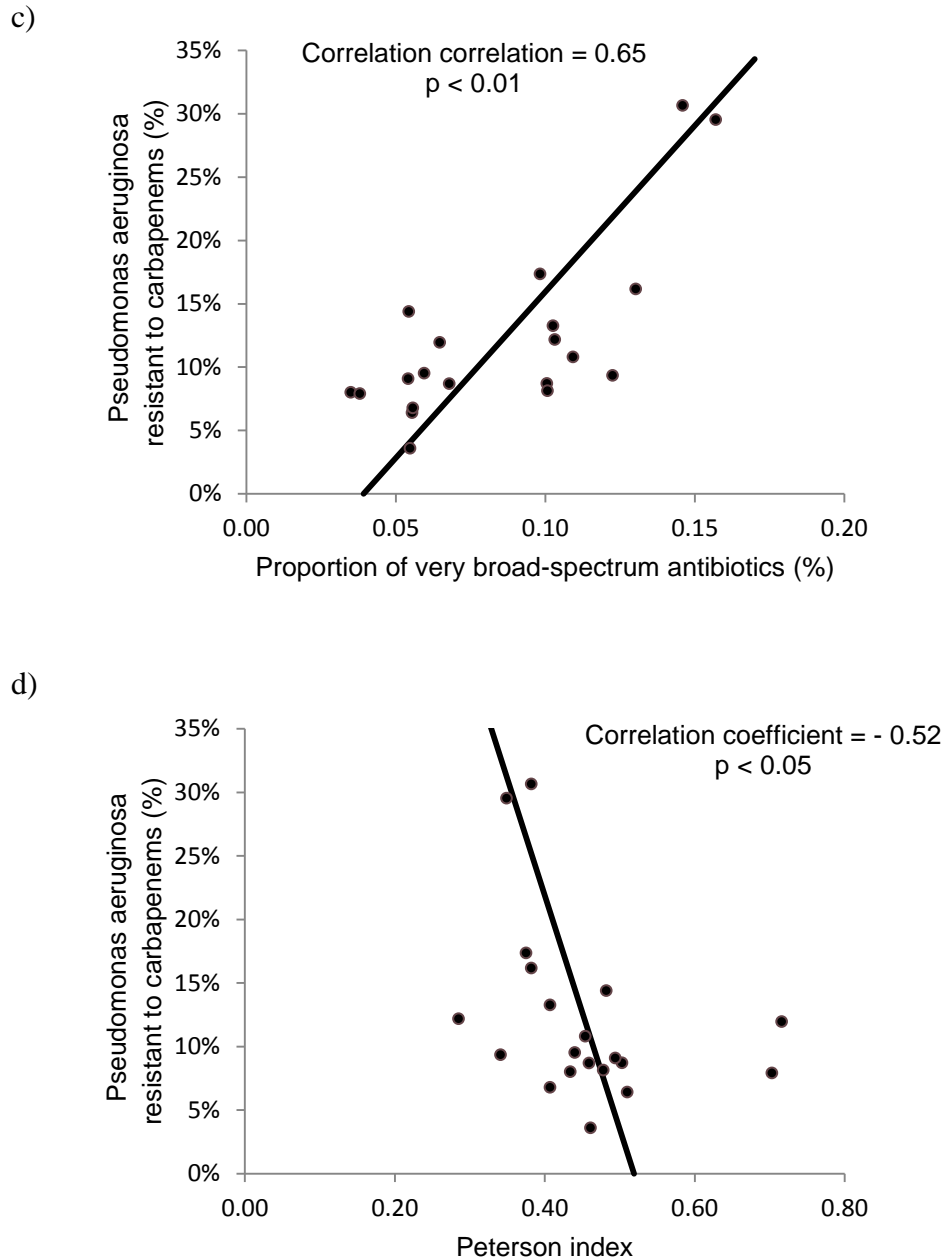 c)
Correlation correlation = 0.65
p < 0.01
Pseudomonas aeruginosa
resistant to carbapenems (%)
35%
30%
25%
20%
15%
10%
5%
0%
0.00 0.05 0.10 0.15 0.20
Proportion of very broad-spectrum antibiotics (%)
d)
Correlation coefficient = - 0.52
p < 0.05
Pseudomonas aeruginosa
resistant to carbapenems (%)
35%
30%
25%
20%
15%
10%
5%
0%
0.00 0.20 0.40 0.60 0.80
Peterson index